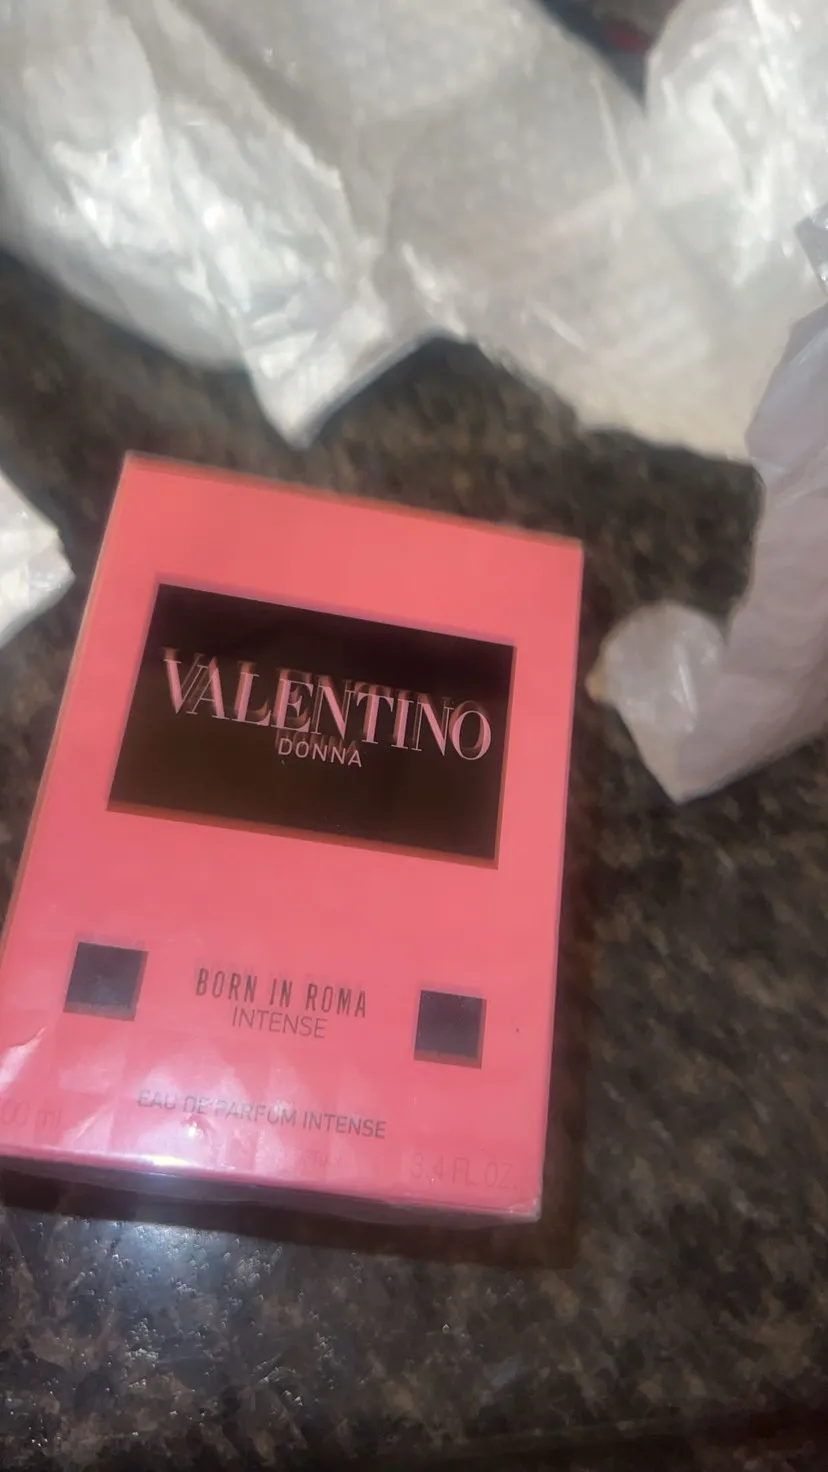 VALENTINO
DONNA
BORN IN ROMA
INTENSE
EAU DE PARFUM INTENSE
3.4 FL.OZ.